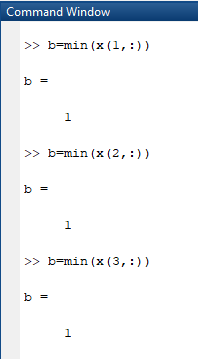 Command Window
>> b=min(x(1,:))
b =
1
>> b=min(x(2,:))
b =
1
>> b=min(x(3,:))
b =
1